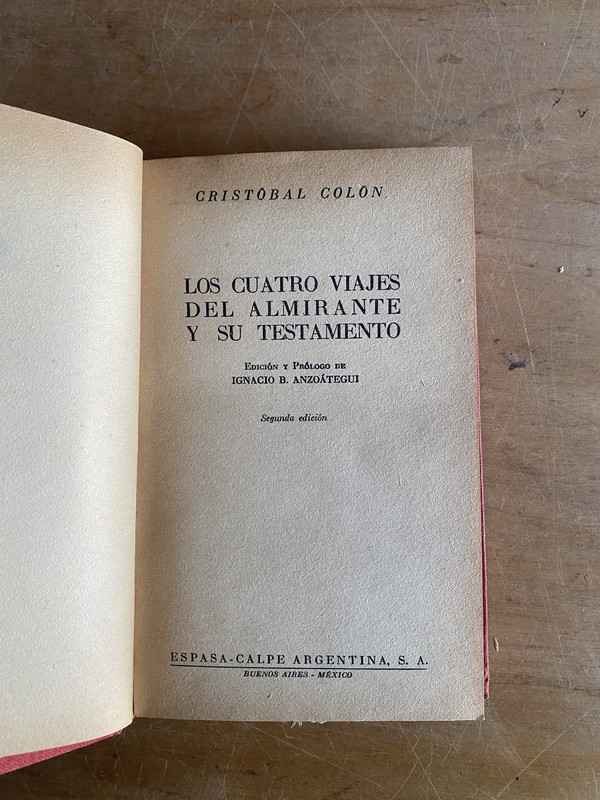 CRISTÓBAL COLÓN
LOS CUATRO VIAJES
DEL ALMIRANTE
Y SU TESTAMENTO
EDICIÓN Y PRÓLOGO DE
IGNACIO B. ANZOÁTEGUI
Segunda edición
ESPASA-CALPE ARGENTINA, S. A.
BUENOS AIRES - MÉXICO